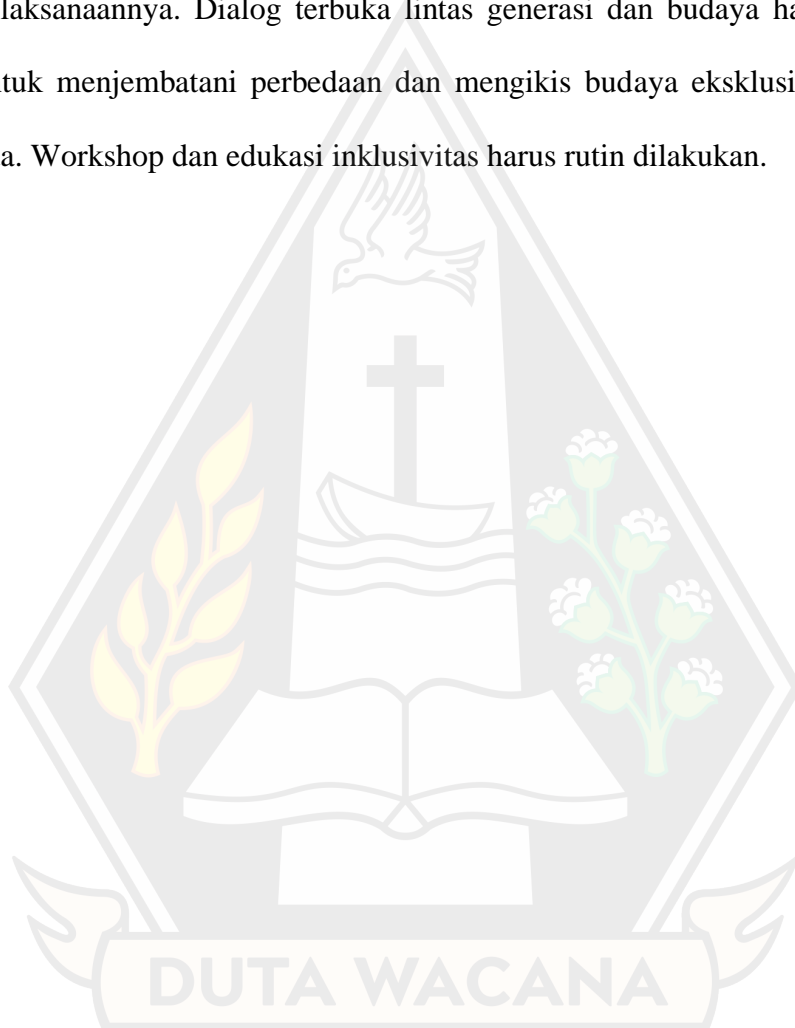 laksanaannya. Dialog terbuka lintas generasi dan budaya ha
tuk menjembatani perbedaan dan mengikis budaya eksklusi
a. Workshop dan edukasi inklusivitas harus rutin dilakukan.
DUTA WACANA